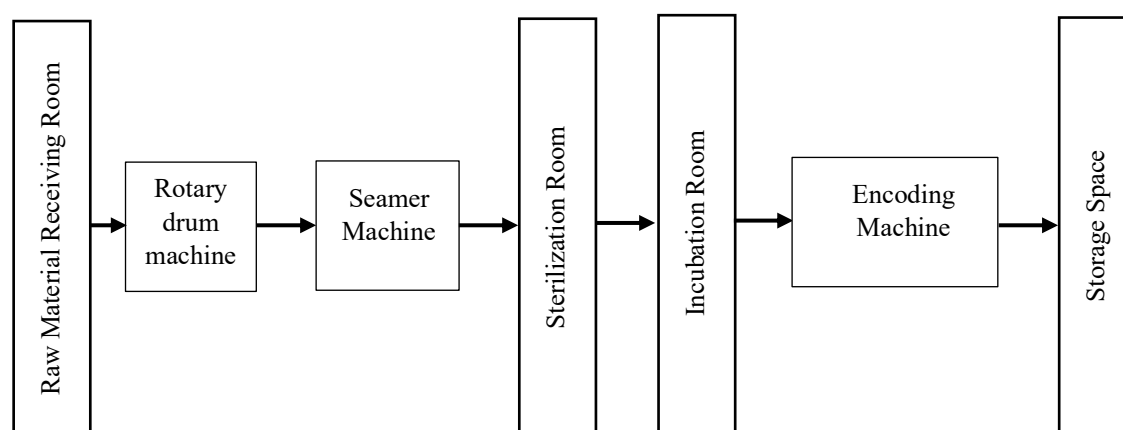 Raw Material Receiving Room
Rotary
drum
machine
Seamer
Machine
Sterilization Room
Incubation Room
Encoding
Machine
Storage Space